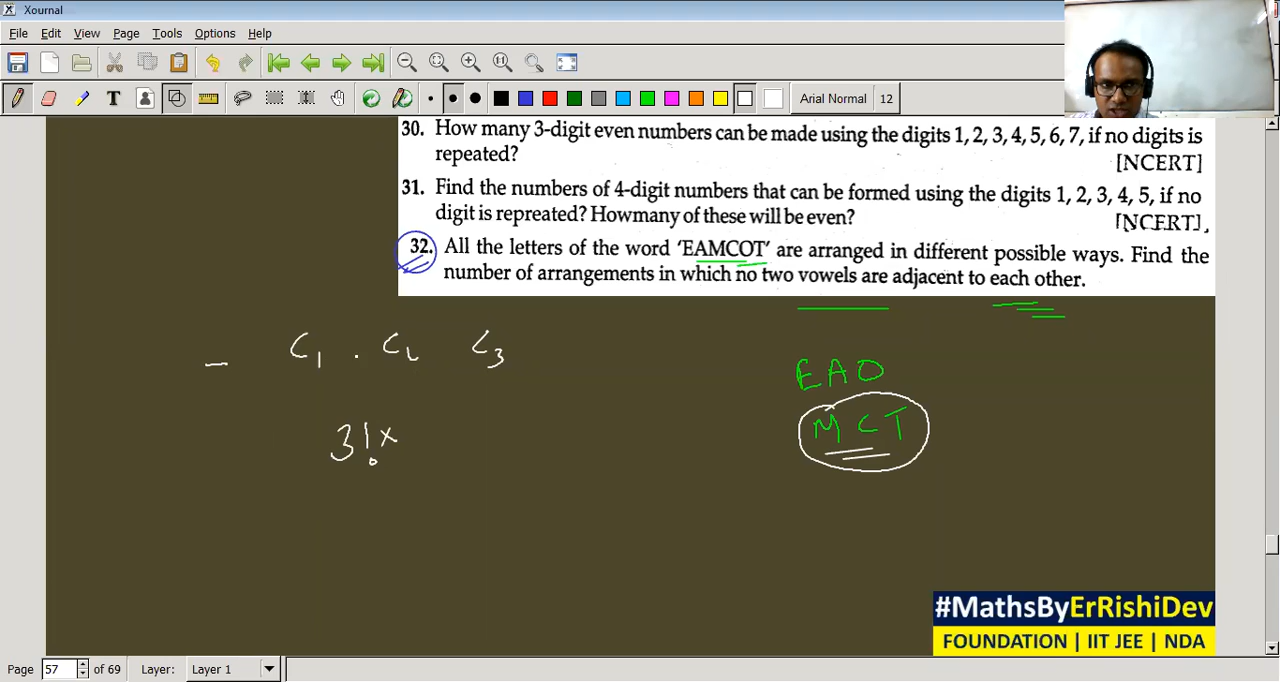 Xournal
File Edit View Page Tools Options Help
Arial Normal 12
30. How many 3-digit even numbers can be made using the digits 1, 2, 3, 4, 5, 6, 7, if no digits is
repeated? [NCERT]
31. Find the numbers of 4-digit numbers that can be formed using the digits 1, 2, 3, 4, 5, if no
digit is repreated? Howmany of these will be even? [NCERT]
32. All the letters of the word 'EAMCOT' are arranged in different possible ways. Find the
number of arrangements in which no two vowels are adjacent to each other.
_ C1 . C2 C3
EAO
MCT
3! x
#MathsByErRishiDev
FOUNDATION | IIT JEE | NDA
Page 57 of 69 Layer: Layer 1